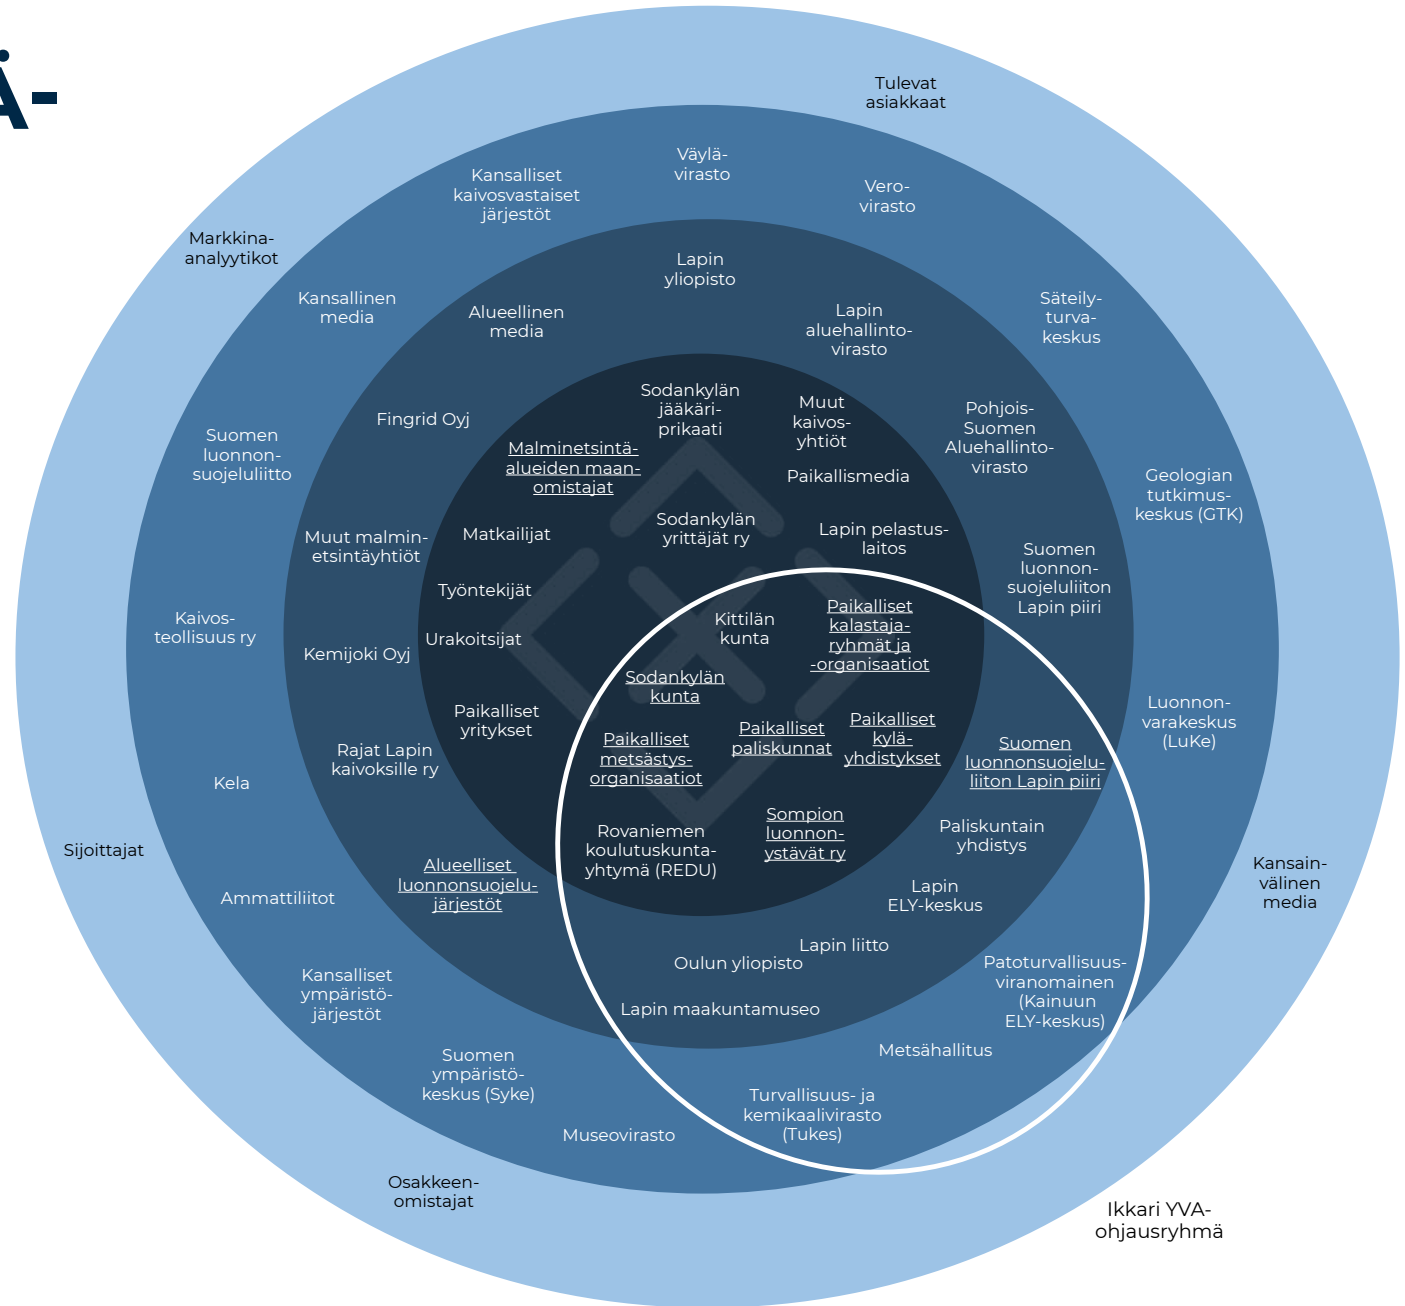 Ä-
Tulevat
asiakkaat
Väylä-
virasto
Kansalliset
kaivosvastaiset
järjestöt
Vero-
virasto
Markkina-
analyytikot
Kansallinen
media
Säteily-
turva-
keskus
Lapin
yliopisto
Alueellinen
media
Lapin
aluehallinto-
virasto
Fingrid Oyj
Sodankylän
jääkäri-
prikaati
Muut
kaivos-
yhtiöt
Pohjois-
Suomen
Aluehallinto-
virasto
Suomen
luonnon-
suojeluliitto
Malminetsintä-
alueiden maan-
omistajat
Paikallismedia
Geologian
tutkimus-
keskus (GTK)
Muut malmin-
etsintäyhtiöt
Matkailijat
Sodankylän
yrittäjät ry
Lapin pelastus-
laitos
Suomen
luonnon-
suojeluliiton
Lapin piiri
Työntekijät
Kaivos-
teollisuus ry
Kemijoki Oyj
Urakoitsijat
Kittilän
kunta
Paikalliset
kalastaja-
ryhmät ja
-organisaatiot
Sodankylän
kunta
Paikalliset
yritykset
Paikalliset
metsästys-
organisaatiot
Paikalliset
paliskunnat
Paikalliset
kylä-
yhdistykset
Suomen
luonnonsuojelu-
liiton Lapin piiri
Luonnon-
varakeskus
(LuKe)
Rajat Lapin
kaivoksille ry
Kela
Sijoittajat
Rovaniemen
koulutuskunta-
yhtymä (REDU)
Sompion
luonnon-
ystävät ry
Paliskuntain
yhdistys
Alueelliset
luonnonsuojelu-
järjestöt
Ammattiliitot
Lapin
ELY-keskus
Kansain-
välinen
media
Lapin liitto
Oulun yliopisto
Lapin maakuntamuseo
Kansalliset
ympäristö-
järjestöt
Patoturvallisuus-
viranomainen
(Kainuun
ELY-keskus)
Metsähallitus
Suomen
ympäristö-
keskus (Syke)
Turvallisuus- ja
kemikaalivirasto
(Tukes)
Museovirasto
Osakkeen-
omistajat
Ikkari YVA-
ohjausryhmä